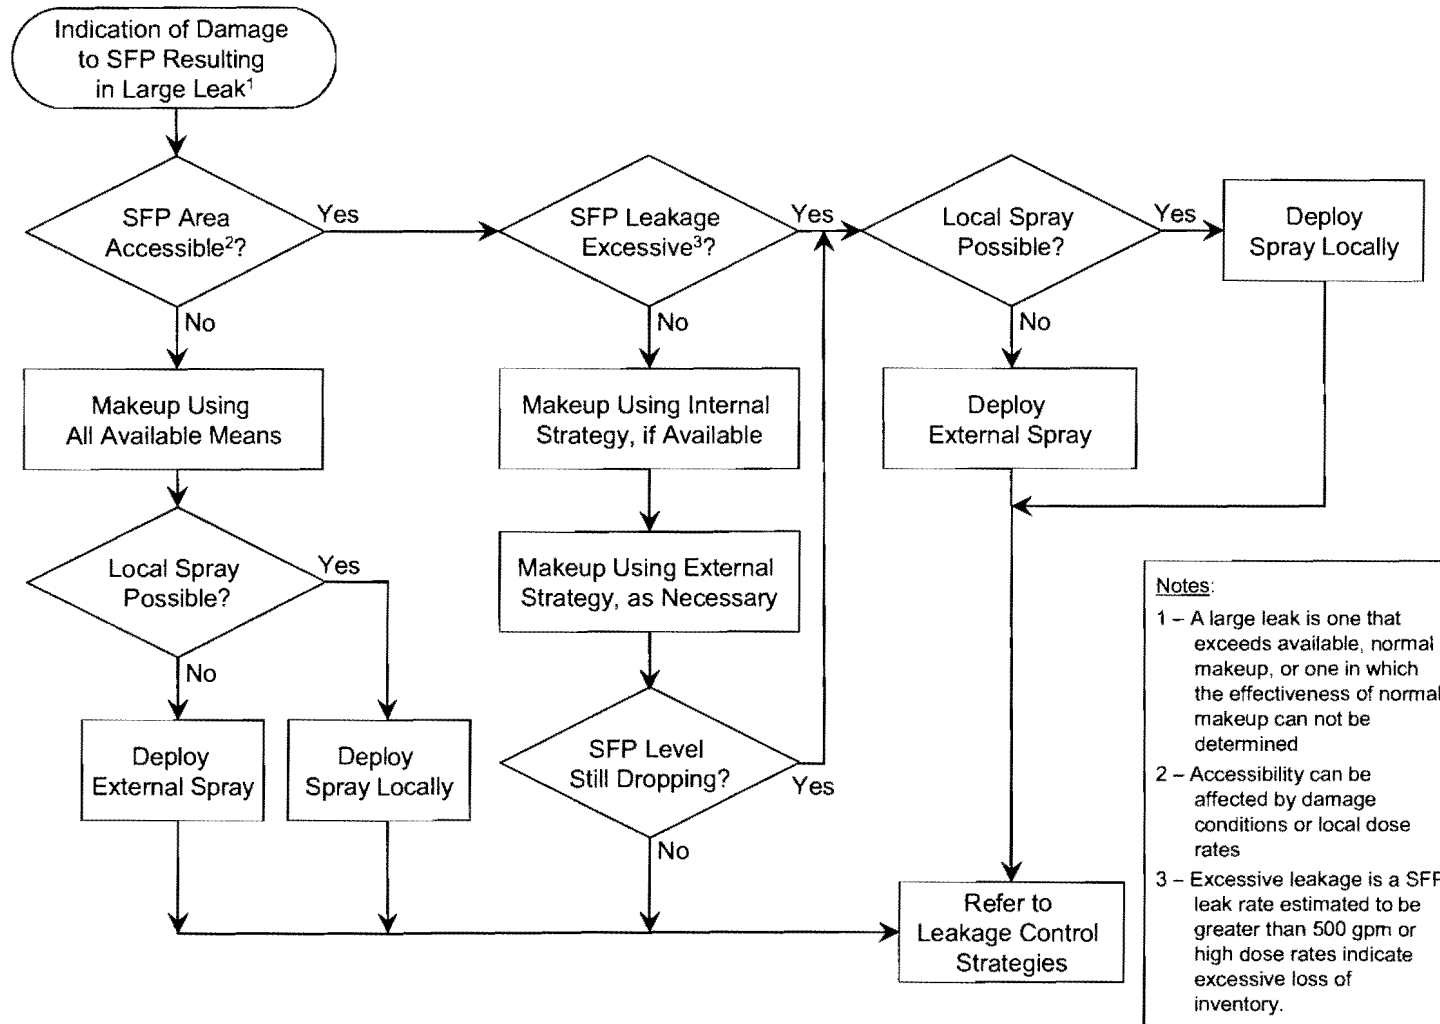 Indication of Damage
to SFP Resulting
in Large Leak¹
SFP Area
Accessible²?
Yes
SFP Leakage
Excessive³?
Yes
Local Spray
Possible?
Yes
Deploy
Spray Locally
No
No
No
Makeup Using
All Available Means
Makeup Using Internal
Strategy, if Available
Deploy
External Spray
Local Spray
Possible?
Yes
Makeup Using External
Strategy, as Necessary
No
Deploy
External Spray
Deploy
Spray Locally
SFP Level
Still Dropping?
Yes
No
Refer to
Leakage Control
Strategies
Notes:
1 – A large leak is one that
exceeds available, normal
makeup, or one in which
the effectiveness of normal
makeup can not be
determined
2 – Accessibility can be
affected by damage
conditions or local dose
rates
3 – Excessive leakage is a SFP
leak rate estimated to be
greater than 500 gpm or
high dose rates indicate
excessive loss of
inventory.